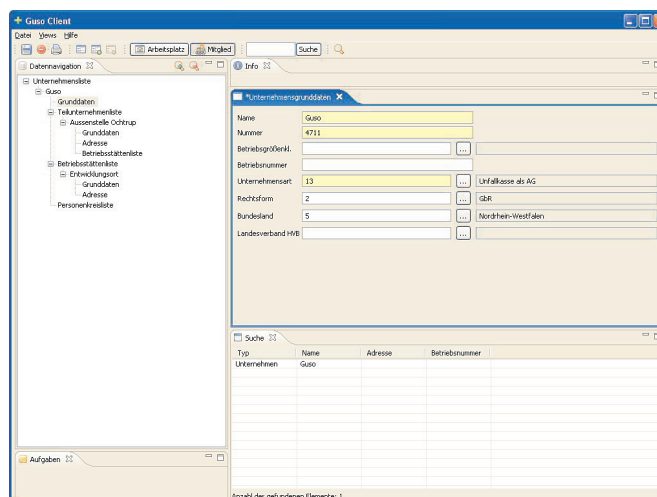 Guso Client
Datei Views Hilfe
Arbeitsplatz Mitglied Suche
Datennavigation
Unternehmensliste
Guso
Grunddaten
Teilunternehmenliste
Aussenstelle Ochtrup
Grunddaten
Adresse
Betriebsstättenliste
Betriebsstättenliste
Entwicklungsort
Grunddaten
Adresse
Personenkreisliste
Aufgaben
Info
*Unternehmensgrunddaten
Name Guso
Nummer 4711
Betriebsgrößenkl. ...
Betriebsnummer
Unternehmensart 13 ... Unfallkasse als AG
Rechtsform 2 ... GbR
Bundesland 5 ... Nordrhein-Westfalen
Landesverband HVB ...
Suche
Typ Name Adresse Betriebsnummer
Unternehmen Guso
Anzahl der gefundenen Elemente: 1